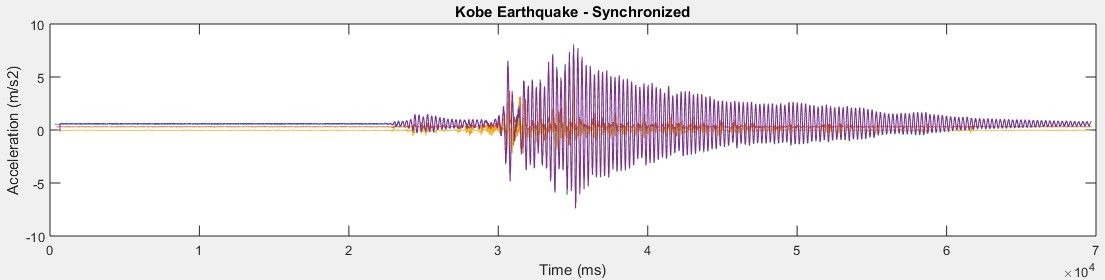 Kobe Earthquake - Synchronized
Acceleration (m/s2)
10
5
0
-5
-10
0 1 2 3 4 5 6 7
×10^4
Time (ms)